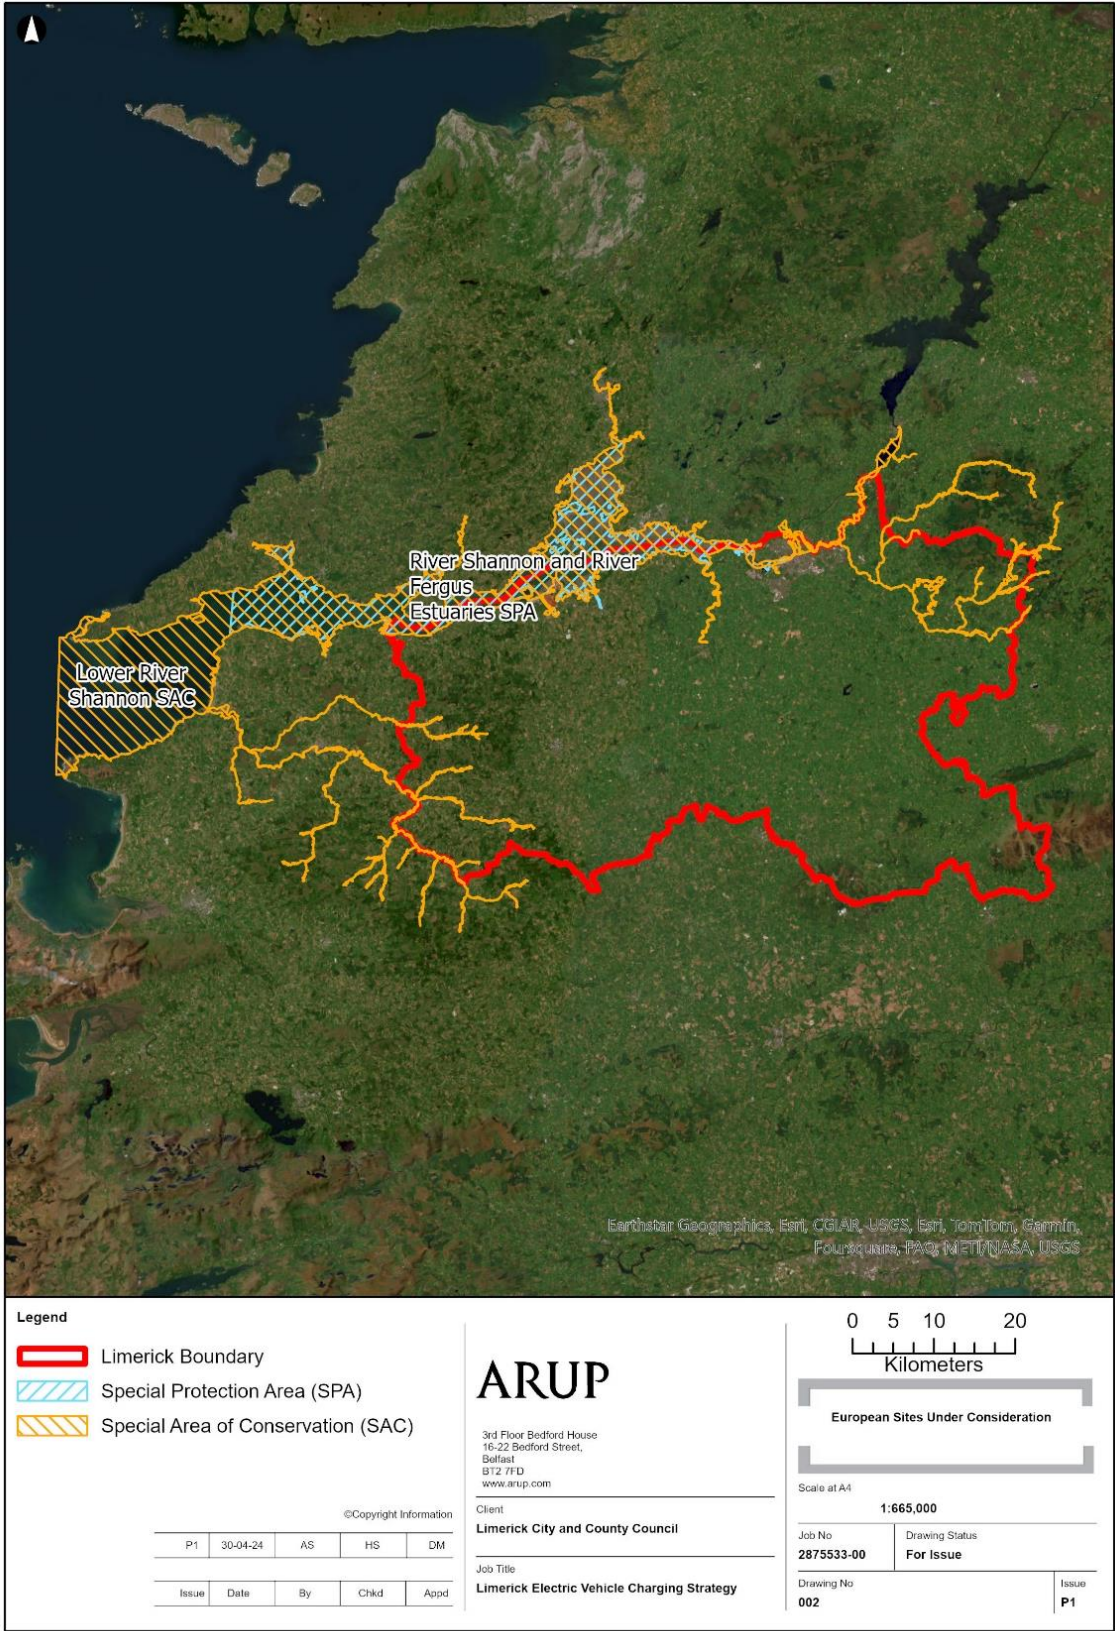 River Shannon and River
Fergus
Estuaries SPA
Lower River
Shannon SAC
Earthstar Geographics, Esri, CGIAR, USGS, Esri, TomTom, Garmin,
Foursquare, FAO, METI/NASA, USGS
Legend
Limerick Boundary
Special Protection Area (SPA)
Special Area of Conservation (SAC)
©Copyright Information
P1 30-04-24 AS HS DM
Issue Date By Chkd Appd
ARUP
3rd Floor Bedford House
16-22 Bedford Street,
Belfast
BT2 7FD
www.arup.com
Client
Limerick City and County Council
Job Title
Limerick Electric Vehicle Charging Strategy
0 5 10 20
Kilometers
European Sites Under Consideration
Scale at A4
1:665,000
Job No
2875533-00
Drawing Status
For Issue
Drawing No
002
Issue
P1